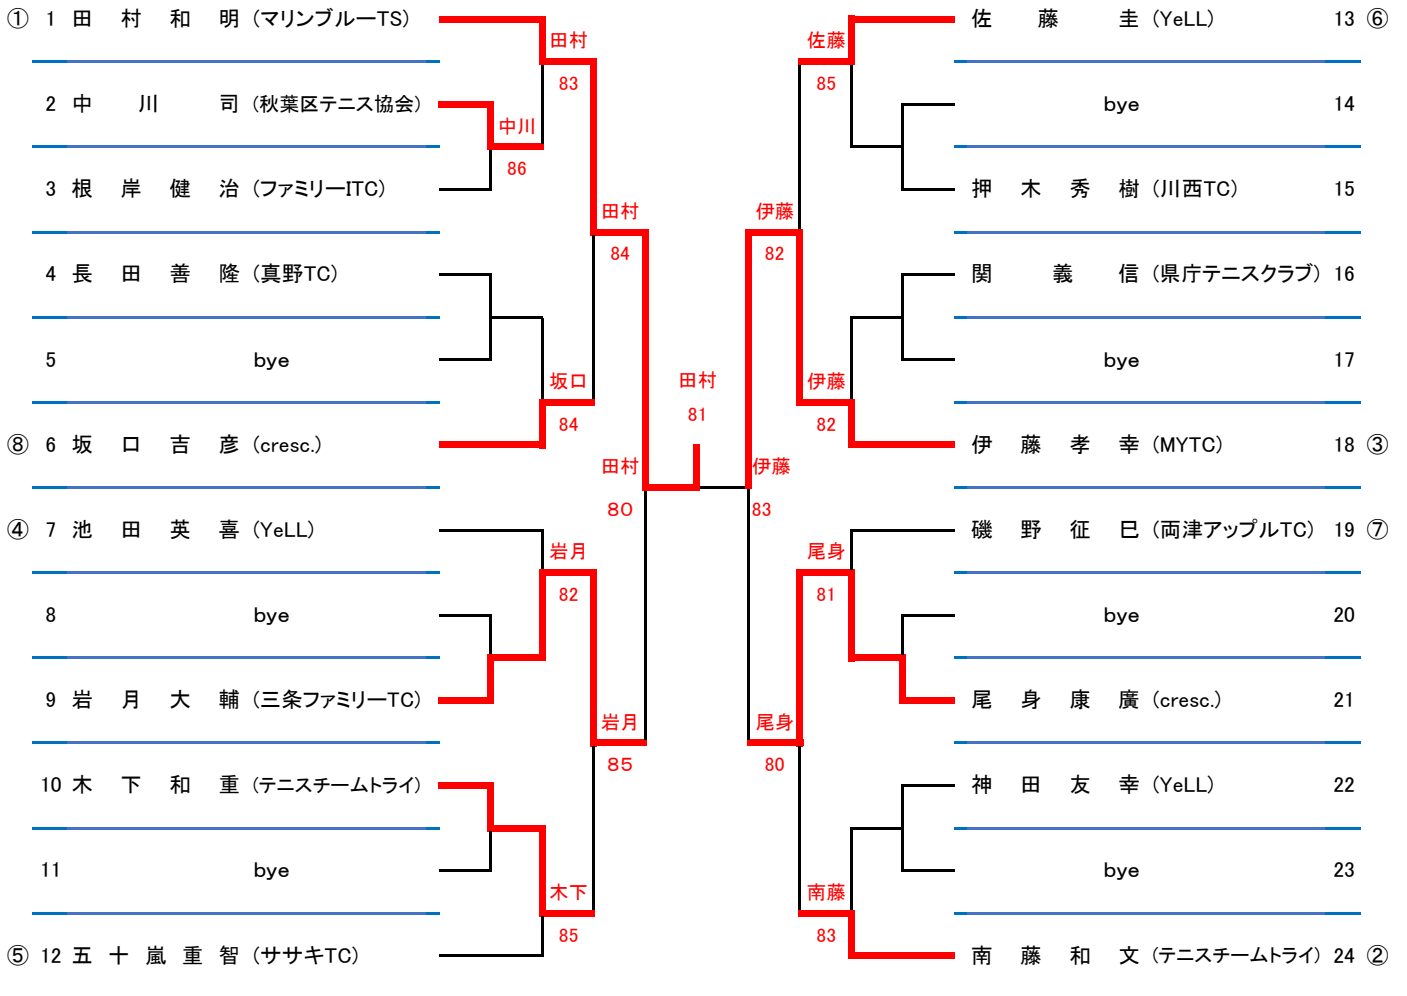 ① 1 田村和明 (マリンブルーTS)
2 中川司 (秋葉区テニス協会)
3 根岸健治 (ファミリーITC)
4 長田善隆 (真野TC)
5 bye
⑧ 6 坂口吉彦 (cresc.)
④ 7 池田英喜 (YeLL)
8 bye
9 岩月大輔 (三条ファミリーTC)
10 木下和重 (テニスチームトライ)
11 bye
⑤ 12 五十嵐重智 (ササキTC)
田村
83
中川
86
田村
84
坂口
84
田村
80
岩月
82
岩月
85
木下
85
田村
81
佐藤
85
伊藤
82
伊藤
82
伊藤
83
尾身
81
尾身
80
南藤
83
佐藤圭 (YeLL) 13 ⑥
bye 14
押木秀樹 (川西TC) 15
関義信 (県庁テニスクラブ) 16
bye 17
伊藤孝幸 (MYTC) 18 ③
磯野征巳 (両津アップルTC) 19 ⑦
bye 20
尾身康廣 (cresc.) 21
神田友幸 (YeLL) 22
bye 23
南藤和文 (テニスチームトライ) 24 ②